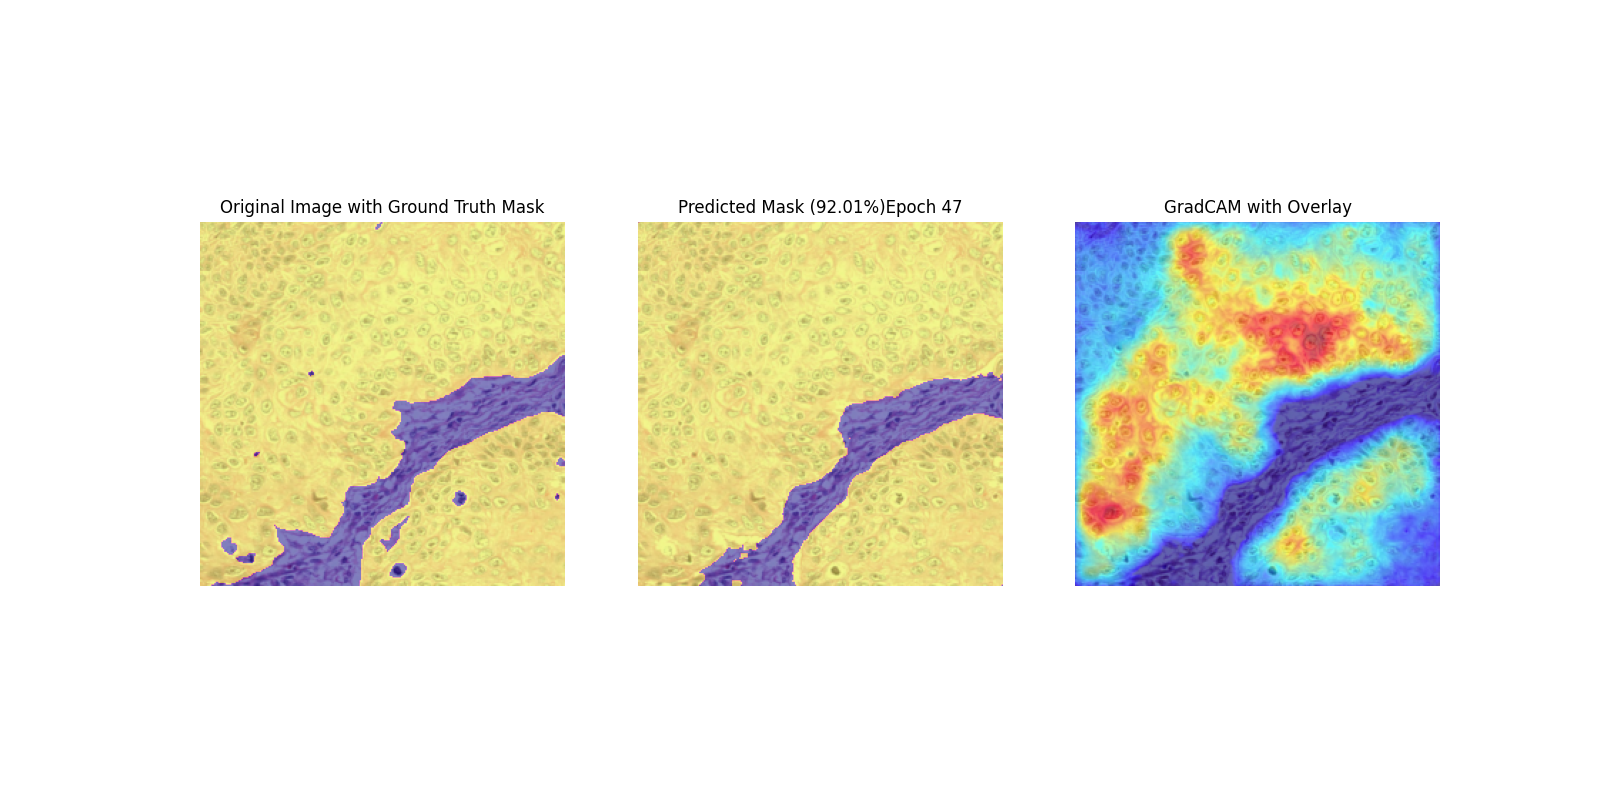 Original Image with Ground Truth Mask
Predicted Mask (92.01%)Epoch 47
GradCAM with Overlay